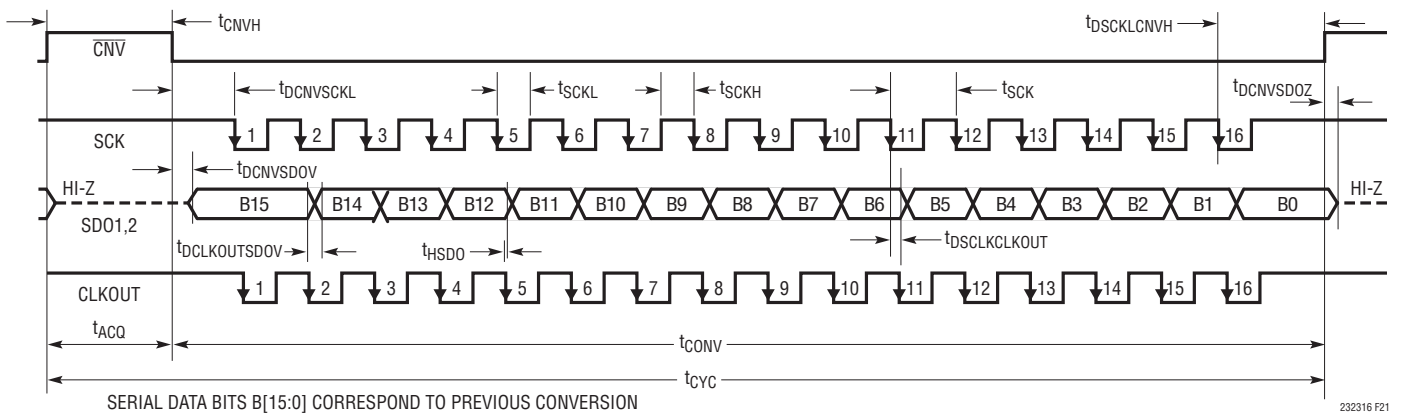 tCNVH
tDSCKLCNVH
CNV
tDCNVSCKL
tSCKL
tSCKH
tSCK
tDCNVSDOZ
SCK
1 2 3 4 5 6 7 8 9 10 11 12 13 14 15 16
tDCNVSDOV
HI-Z
HI-Z
SDO1,2
B15 B14 B13 B12 B11 B10 B9 B8 B7 B6 B5 B4 B3 B2 B1 B0
tDCLKOUTSDOV
tHSDO
tDSCLKCLKOUT
CLKOUT
1 2 3 4 5 6 7 8 9 10 11 12 13 14 15 16
tACQ
tCONV
tCYC
SERIAL DATA BITS B[15:0] CORRESPOND TO PREVIOUS CONVERSION
232316 F21